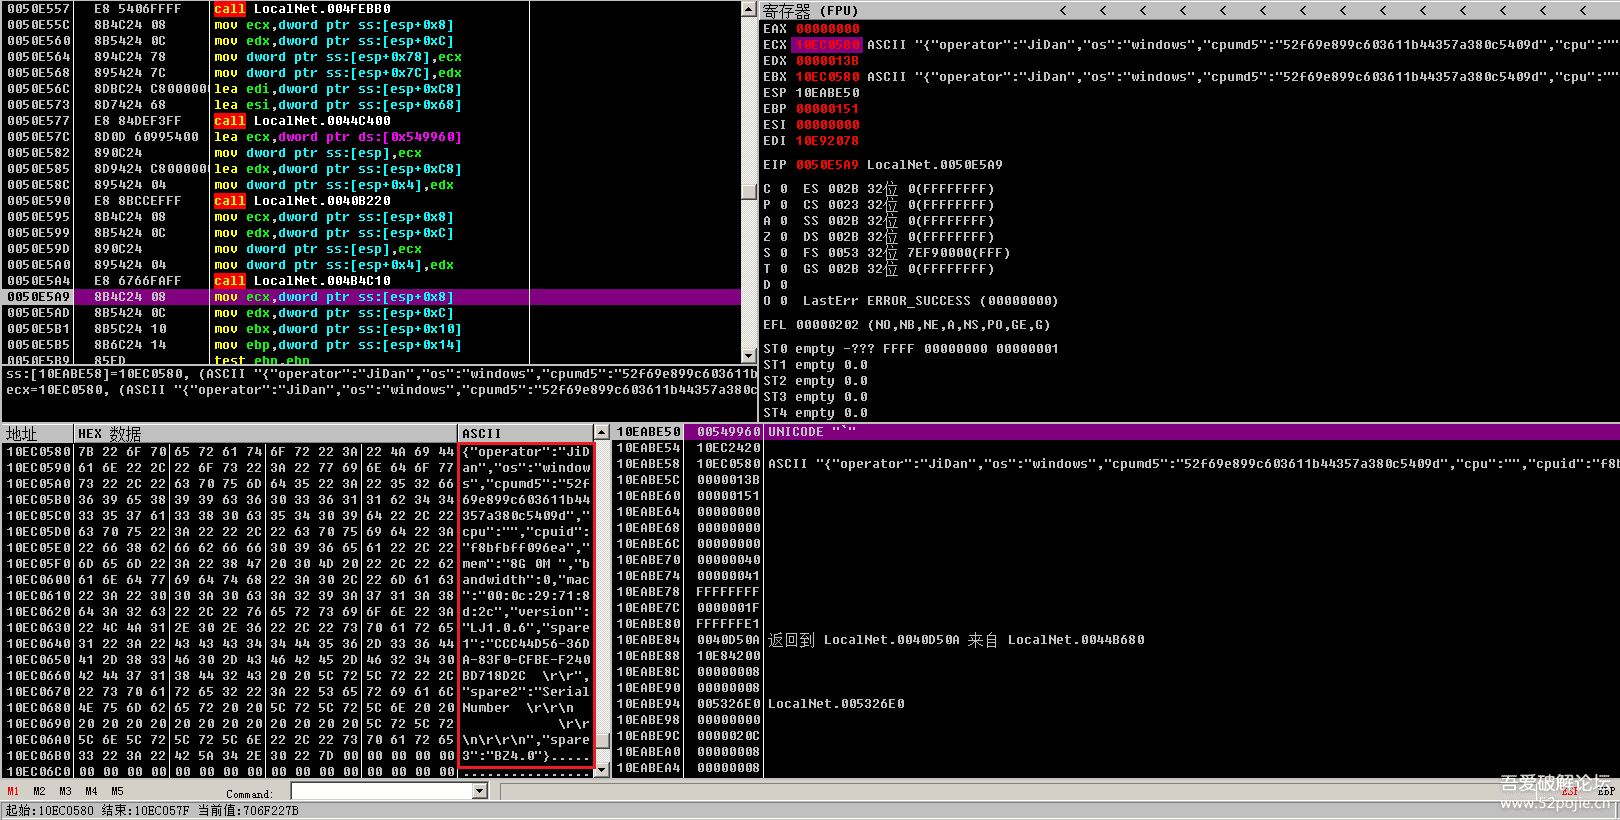 0050E557 E8 5406FFFF call LocalNet.004FEBB0
0050E55C 8B4C24 08 mov ecx,dword ptr ss:[esp+0x8]
0050E560 8B5424 0C mov edx,dword ptr ss:[esp+0xC]
0050E564 894C24 78 mov dword ptr ss:[esp+0x78],ecx
0050E568 895424 7C mov dword ptr ss:[esp+0x7C],edx
0050E56C 8DBC24 C8000000 lea edi,dword ptr ss:[esp+0xC8]
0050E573 8D7424 68 lea esi,dword ptr ss:[esp+0x68]
0050E577 E8 84DEF3FF call LocalNet.0044C400
0050E57C 8D0D 60995400 lea ecx,dword ptr ds:[0x549960]
0050E582 890C24 mov dword ptr ss:[esp],ecx
0050E585 8D9424 C8000000 lea edx,dword ptr ss:[esp+0xC8]
0050E58C 895424 04 mov dword ptr ss:[esp+0x4],edx
0050E590 E8 8BCCEFFF call LocalNet.0040B220
0050E595 8B4C24 08 mov ecx,dword ptr ss:[esp+0x8]
0050E599 8B5424 0C mov edx,dword ptr ss:[esp+0xC]
0050E59D 890C24 mov dword ptr ss:[esp],ecx
0050E5A0 895424 04 mov dword ptr ss:[esp+0x4],edx
0050E5A4 E8 6766FAFF call LocalNet.004B4C10
0050E5A9 8B4C24 08 mov ecx,dword ptr ss:[esp+0x8]
0050E5AD 8B5424 0C mov edx,dword ptr ss:[esp+0xC]
0050E5B1 8B5C24 10 mov ebx,dword ptr ss:[esp+0x10]
0050E5B5 8B6C24 14 mov ebp,dword ptr ss:[esp+0x14]
0050E5B9 85ED test ebp,ebp
ss:[10EABE58]=10EC0580, (ASCII "{"operator":"JiDan","os":"windows","cpumd5":"52f69e899c603611b
ecx=10EC0580, (ASCII "{"operator":"JiDan","os":"windows","cpumd5":"52f69e899c603611b44357a380c
寄存器 (FPU) < < < < < < < < < < < < < <
EAX 00000000
ECX 10EC0580 ASCII "{"operator":"JiDan","os":"windows","cpumd5":"52f69e899c603611b44357a380c5409d","cpu":""
EDX 0000013B
EBX 10EC0580 ASCII "{"operator":"JiDan","os":"windows","cpumd5":"52f69e899c603611b44357a380c5409d","cpu":""
ESP 10EABE50
EBP 00000151
ESI 00000000
EDI 10E92078
EIP 0050E5A9 LocalNet.0050E5A9
C 0 ES 002B 32位 0(FFFFFFFF)
P 0 CS 0023 32位 0(FFFFFFFF)
A 0 SS 002B 32位 0(FFFFFFFF)
Z 0 DS 002B 32位 0(FFFFFFFF)
S 0 FS 0053 32位 7EF90000(FFF)
T 0 GS 002B 32位 0(FFFFFFFF)
D 0
O 0 LastErr ERROR_SUCCESS (00000000)
EFL 00000202 (NO,NB,NE,A,NS,PO,GE,G)
ST0 empty -??? FFFF 00000000 00000001
ST1 empty 0.0
ST2 empty 0.0
ST3 empty 0.0
ST4 empty 0.0
地址 HEX 数据 ASCII
10EC0580 7B 22 6F 70 65 72 61 74 6F 72 22 3A 22 4A 69 44 {"operator":"JiD
10EC0590 61 6E 22 2C 22 6F 73 22 3A 22 77 69 6E 64 6F 77 an","os":"window
10EC05A0 73 22 2C 22 63 70 75 6D 64 35 22 3A 22 35 32 66 s","cpumd5":"52f
10EC05B0 36 39 65 38 39 39 63 36 30 33 36 31 31 62 34 34 69e899c603611b44
10EC05C0 33 35 37 61 33 38 30 63 35 34 30 39 64 22 2C 22 357a380c5409d","
10EC05D0 63 70 75 22 3A 22 22 2C 22 63 70 75 69 64 22 3A cpu":"","cpuid":
10EC05E0 22 66 38 62 66 62 66 66 30 39 36 65 61 22 2C 22 "f8bfbff096ea","
10EC05F0 6D 65 6D 22 3A 22 38 47 20 30 4D 20 22 2C 22 62 mem":"8G 0M ","b
10EC0600 61 6E 64 77 69 64 74 68 22 3A 30 2C 22 6D 61 63 andwidth":0,"mac
10EC0610 22 3A 22 30 30 3A 30 63 3A 32 39 3A 37 31 3A 38 ":"00:0c:29:71:8
10EC0620 64 3A 32 63 22 2C 22 76 65 72 73 69 6F 6E 22 3A d:2c","version":
10EC0630 22 4C 4A 31 2E 30 2E 36 22 2C 22 73 70 61 72 65 "LJ1.0.6","spare
10EC0640 31 22 3A 22 43 43 43 34 34 44 35 36 2D 33 36 44 1":"CCC44D56-36D
10EC0650 41 2D 38 33 46 30 2D 43 46 42 45 2D 46 32 34 30 A-83F0-CFBE-F240
10EC0660 42 44 37 31 38 44 32 43 20 20 5C 72 5C 72 22 2C BD718D2C  \r\r",
10EC0670 22 73 70 61 72 65 32 22 3A 22 53 65 72 69 61 6C "spare2":"Serial
10EC0680 4E 75 6D 62 65 72 20 20 5C 72 5C 72 5C 6E 20 20 Number  \r\r\n
10EC0690 20 20 20 20 20 20 20 20 20 20 20 20 5C 72 5C 72 \r\r
10EC06A0 5C 6E 5C 72 5C 72 5C 6E 22 2C 22 73 70 61 72 65 \n\r\r\n","spare
10EC06B0 33 22 3A 22 42 5A 34 2E 30 22 7D 00 00 00 00 00 3":"BZ4.0"}.....
10EC06C0 00 00 00 00 00 00 00 00 00 00 00 00 00 00 00 00 ................
10EABE50 00549960 UNICODE "`"
10EABE54 10EC2420
10EABE58 10EC0580 ASCII "{"operator":"JiDan","os":"windows","cpumd5":"52f69e899c603611b44357a380c5409d","cpu":"","cpuid":"f8b
10EABE5C 0000013B
10EABE60 00000151
10EABE64 00000000
10EABE68 00000000
10EABE6C 00000000
10EABE70 00000040
10EABE74 00000041
10EABE78 FFFFFFFF
10EABE7C 0000001F
10EABE80 FFFFFFE1
10EABE84 0040D50A 返回到 LocalNet.0040D50A 来自 LocalNet.0044B680
10EABE88 10E84200
10EABE8C 00000008
10EABE90 00000008
10EABE94 005326E0 LocalNet.005326E0
10EABE98 00000000
10EABE9C 0000020C
10EABEA0 00000008
10EABEA4 00000008
M1 M2 M3 M4 M5 Command: ESP EBP
起始:10EC0580 结束:10EC057F 当前值:706F227B
吾爱破解论坛
www.52pojie.cn